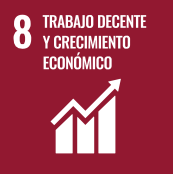 8 TRABAJO DECENTE
Y CRECIMIENTO
ECONÓMICO